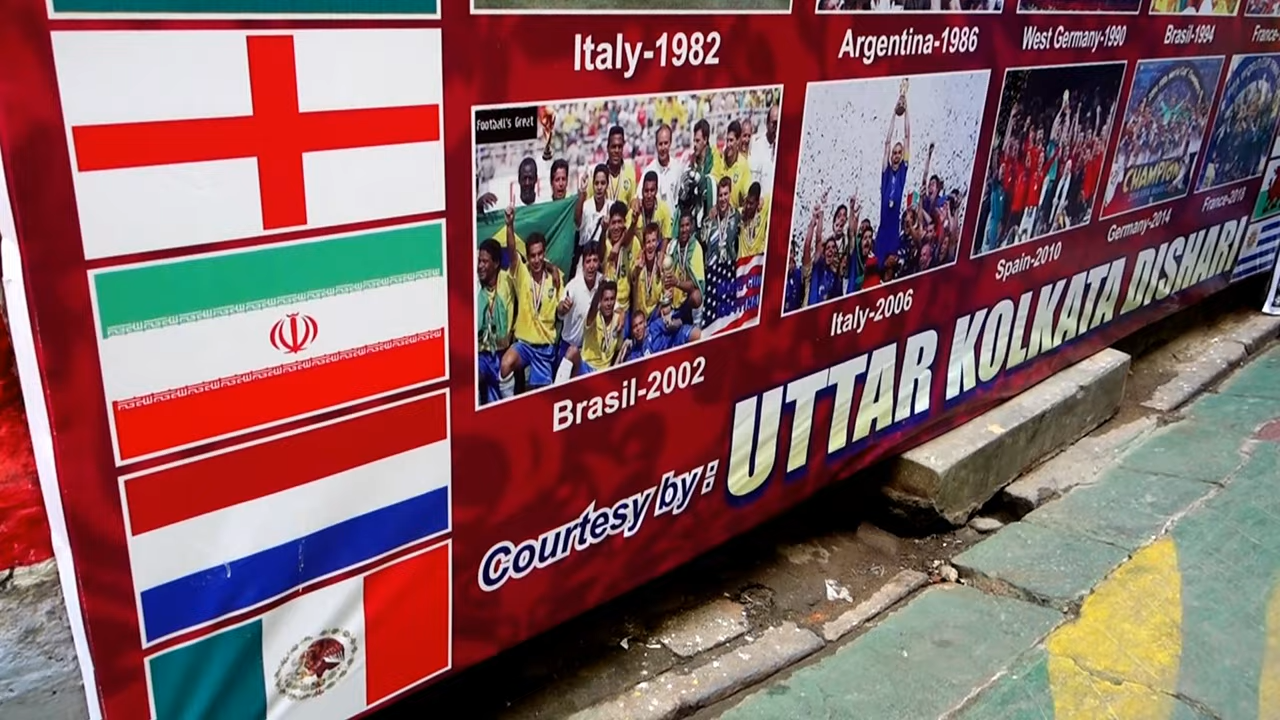 Italy-1982
Argentina-1986
West Germany-1990
Brasil-1994
France-
Football's Great
CHAMPION
Brasil-2002
Italy-2006
Spain-2010
Germany-2014
France-2018
Courtesy by: UTTAR KOLKATA DISHARI